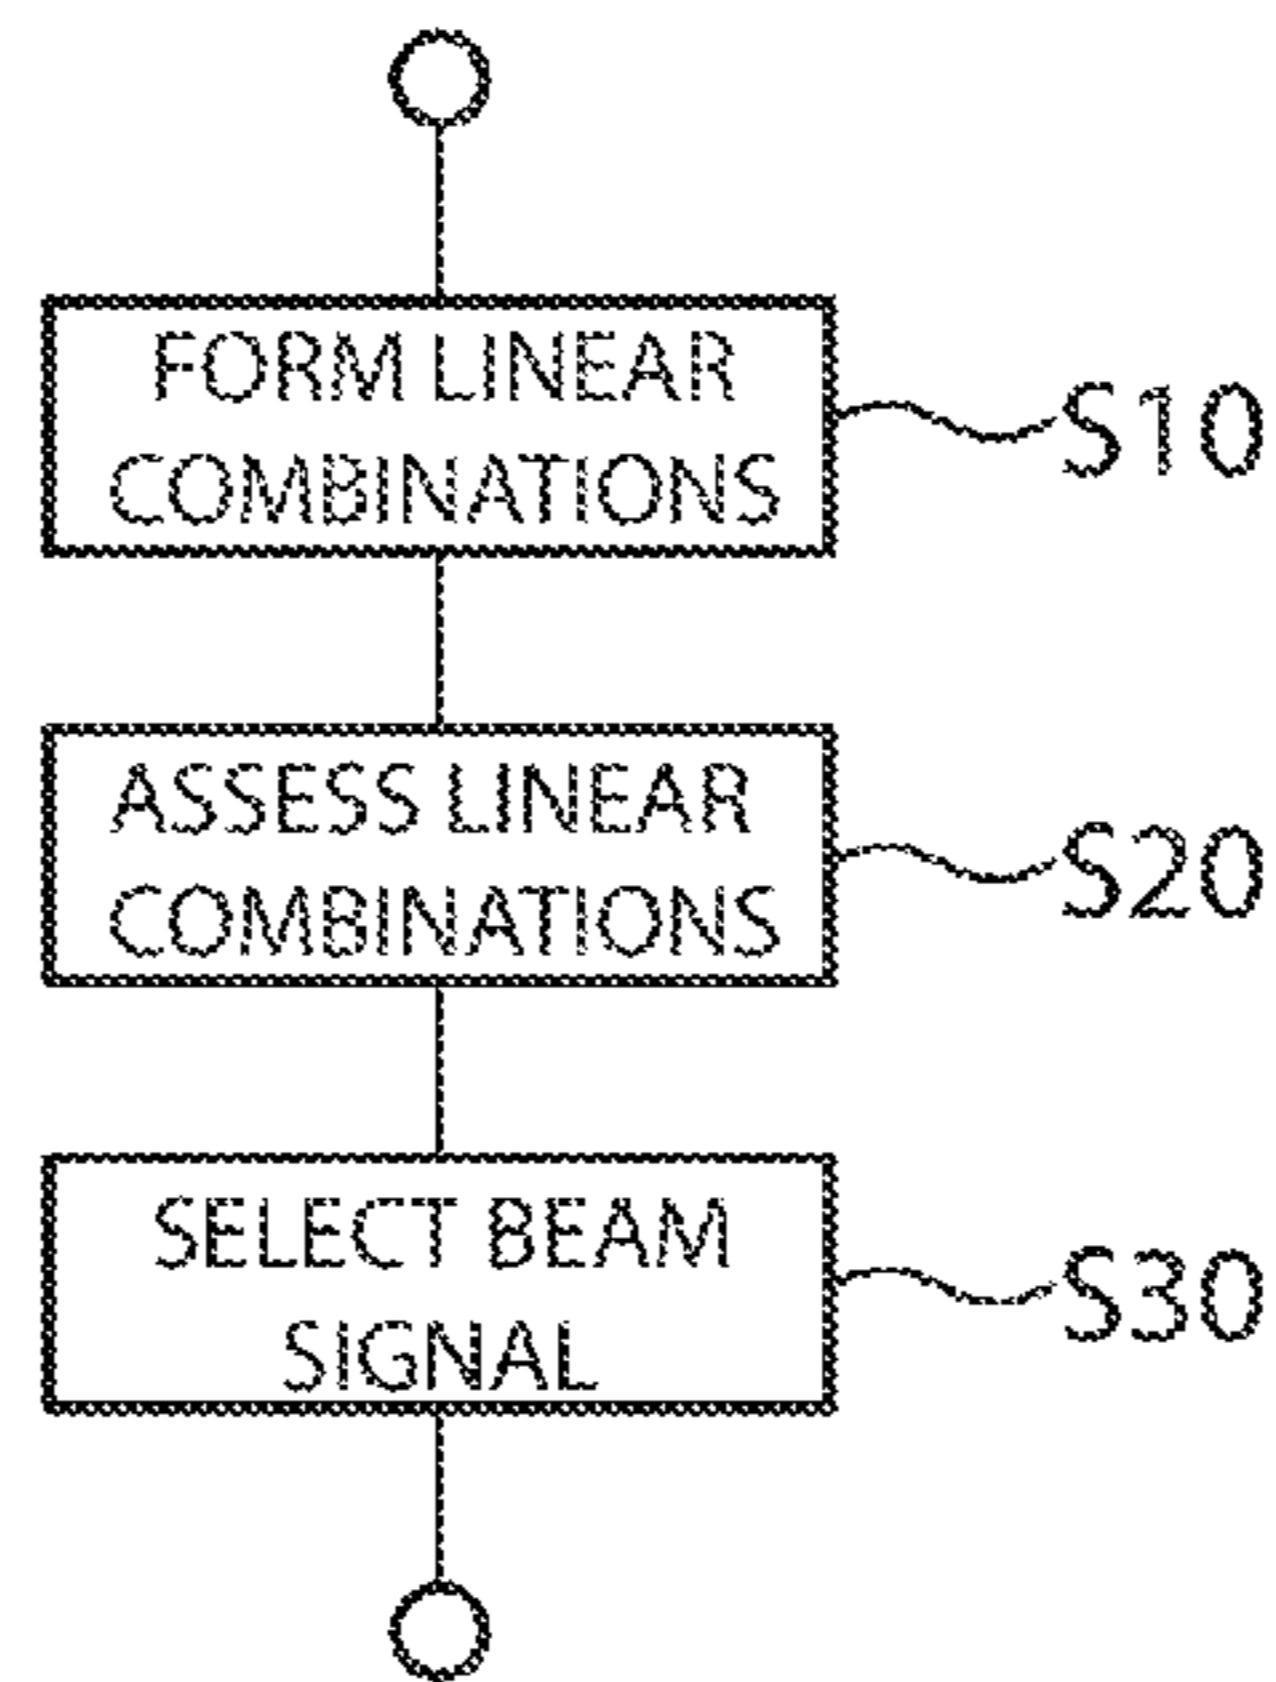 FORM LINEAR
COMBINATIONS
S10
ASSESS LINEAR
COMBINATIONS
S20
SELECT BEAM
SIGNAL
S30